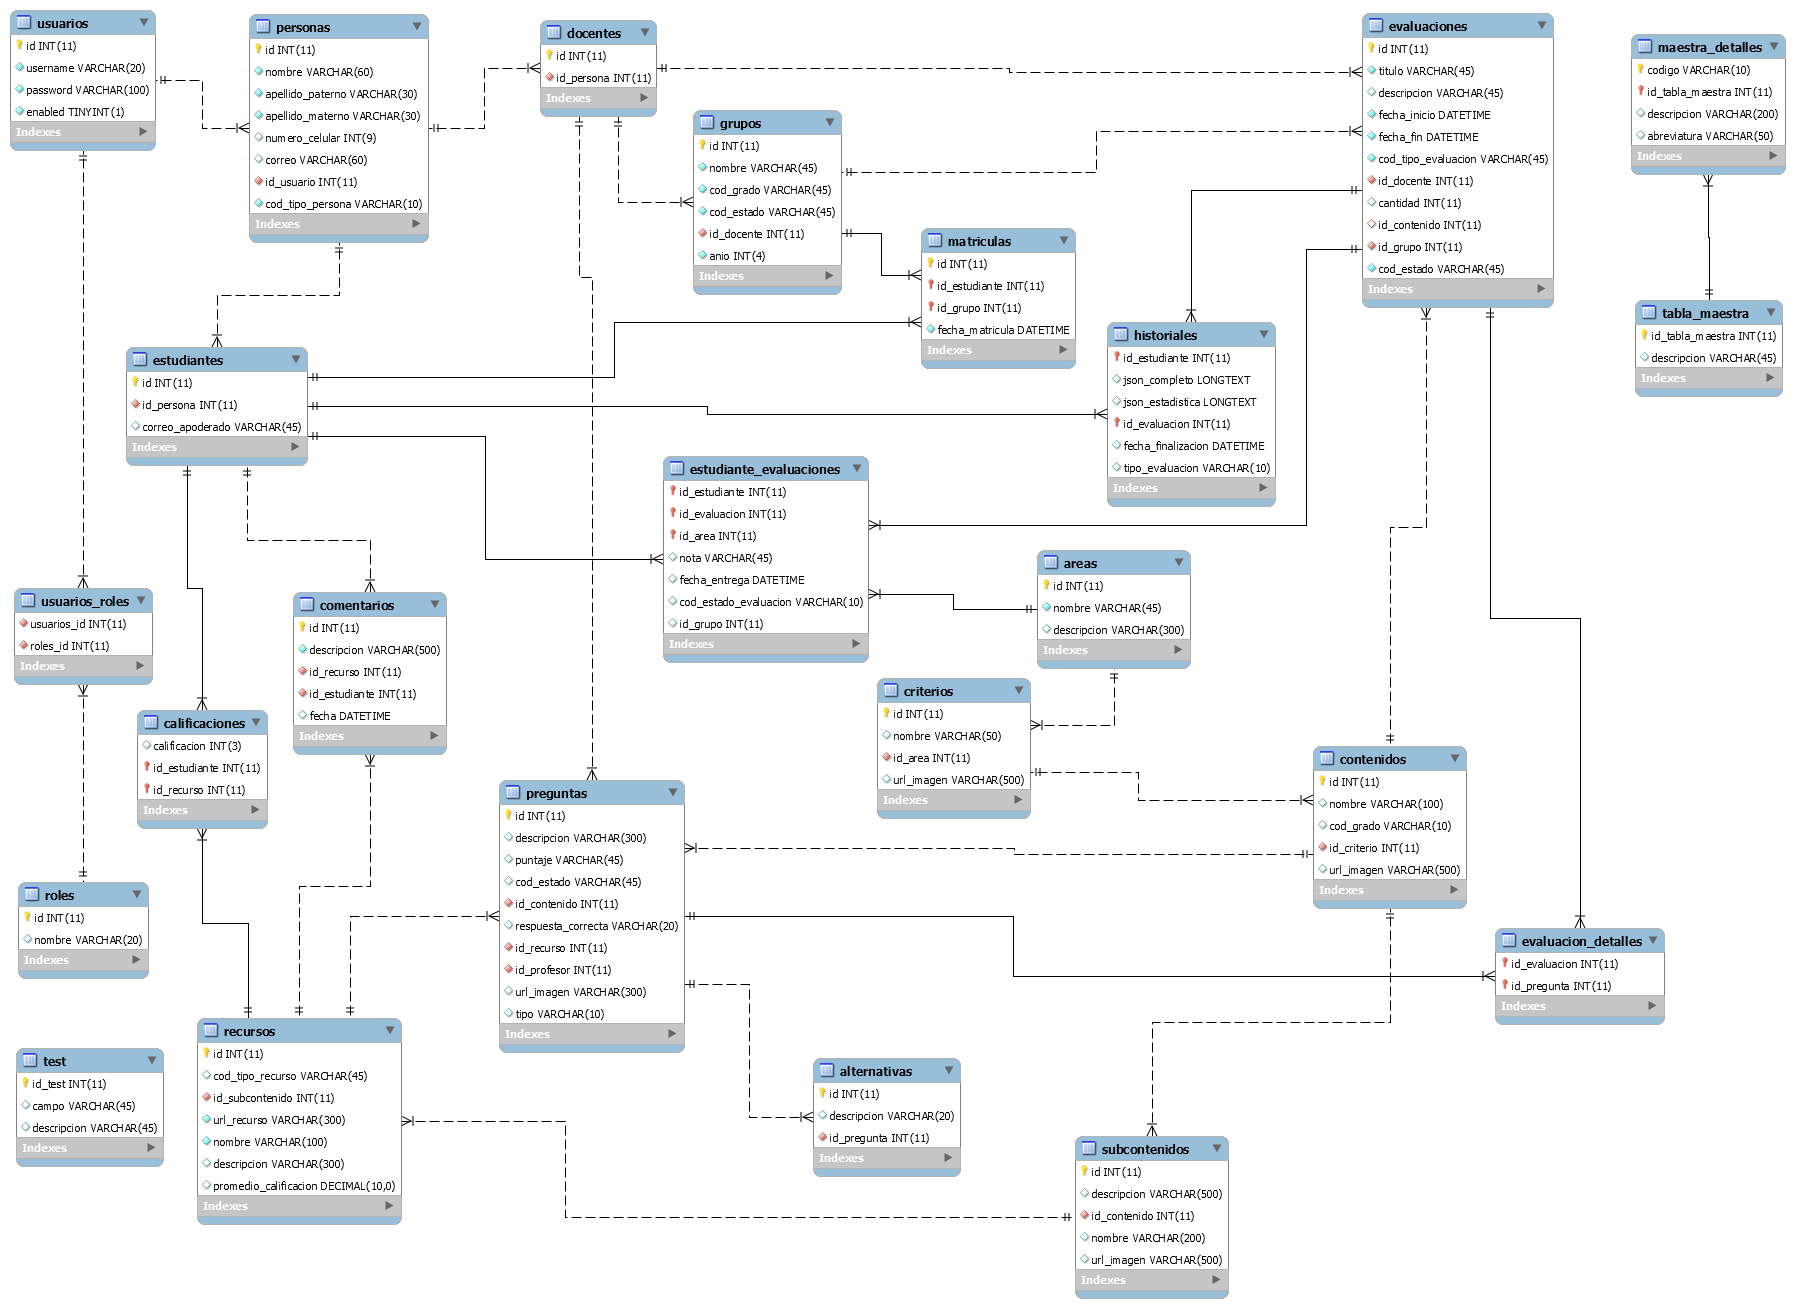 usuarios
id INT(11)
username VARCHAR(20)
password VARCHAR(100)
enabled TINYINT(1)
Indexes
personas
id INT(11)
nombre VARCHAR(60)
apellido_paterno VARCHAR(30)
apellido_materno VARCHAR(30)
numero_celular INT(9)
correo VARCHAR(60)
id_usuario INT(11)
cod_tipo_persona VARCHAR(10)
Indexes
docentes
id INT(11)
id_persona INT(11)
Indexes
grupos
id INT(11)
nombre VARCHAR(45)
cod_grado VARCHAR(45)
cod_estado VARCHAR(45)
id_docente INT(11)
anio INT(4)
Indexes
matriculas
id INT(11)
id_estudiante INT(11)
id_grupo INT(11)
fecha_matricula DATETIME
Indexes
evaluaciones
id INT(11)
titulo VARCHAR(45)
descripcion VARCHAR(45)
fecha_inicio DATETIME
fecha_fin DATETIME
cod_tipo_evaluacion VARCHAR(45)
id_docente INT(11)
cantidad INT(11)
id_contenido INT(11)
id_grupo INT(11)
cod_estado VARCHAR(45)
Indexes
maestra_detalles
codigo VARCHAR(10)
id_tabla_maestra INT(11)
descripcion VARCHAR(200)
abreviatura VARCHAR(50)
Indexes
tabla_maestra
id_tabla_maestra INT(11)
descripcion VARCHAR(45)
Indexes
historiales
id_estudiante INT(11)
json_completo LONGTEXT
json_estadistica LONGTEXT
id_evaluacion INT(11)
fecha_finalizacion DATETIME
tipo_evaluacion VARCHAR(10)
Indexes
estudiantes
id INT(11)
id_persona INT(11)
correo_apoderado VARCHAR(45)
Indexes
estudiante_evaluaciones
id_estudiante INT(11)
id_evaluacion INT(11)
id_area INT(11)
nota VARCHAR(45)
fecha_entrega DATETIME
cod_estado_evaluacion VARCHAR(10)
id_grupo INT(11)
Indexes
areas
id INT(11)
nombre VARCHAR(45)
descripcion VARCHAR(300)
Indexes
usuarios_roles
usuarios_id INT(11)
roles_id INT(11)
Indexes
comentarios
id INT(11)
descripcion VARCHAR(500)
id_recurso INT(11)
id_estudiante INT(11)
fecha DATETIME
Indexes
criterios
id INT(11)
nombre VARCHAR(50)
id_area INT(11)
url_imagen VARCHAR(500)
Indexes
calificaciones
calificacion INT(3)
id_estudiante INT(11)
id_recurso INT(11)
Indexes
contenidos
id INT(11)
nombre VARCHAR(100)
cod_grado VARCHAR(10)
id_criterio INT(11)
url_imagen VARCHAR(500)
Indexes
preguntas
id INT(11)
descripcion VARCHAR(300)
puntaje VARCHAR(45)
cod_estado VARCHAR(45)
id_contenido INT(11)
respuesta_correcta VARCHAR(20)
id_recurso INT(11)
id_profesor INT(11)
url_imagen VARCHAR(300)
tipo VARCHAR(10)
Indexes
roles
id INT(11)
nombre VARCHAR(20)
Indexes
evaluacion_detalles
id_evaluacion INT(11)
id_pregunta INT(11)
Indexes
recursos
id INT(11)
cod_tipo_recurso VARCHAR(45)
id_subcontenido INT(11)
url_recurso VARCHAR(300)
nombre VARCHAR(100)
descripcion VARCHAR(300)
promedio_calificacion DECIMAL(10,0)
Indexes
test
id_test INT(11)
campo VARCHAR(45)
descripcion VARCHAR(45)
Indexes
alternativas
id INT(11)
descripcion VARCHAR(20)
id_pregunta INT(11)
Indexes
subcontenidos
id INT(11)
descripcion VARCHAR(500)
id_contenido INT(11)
nombre VARCHAR(200)
url_imagen VARCHAR(500)
Indexes